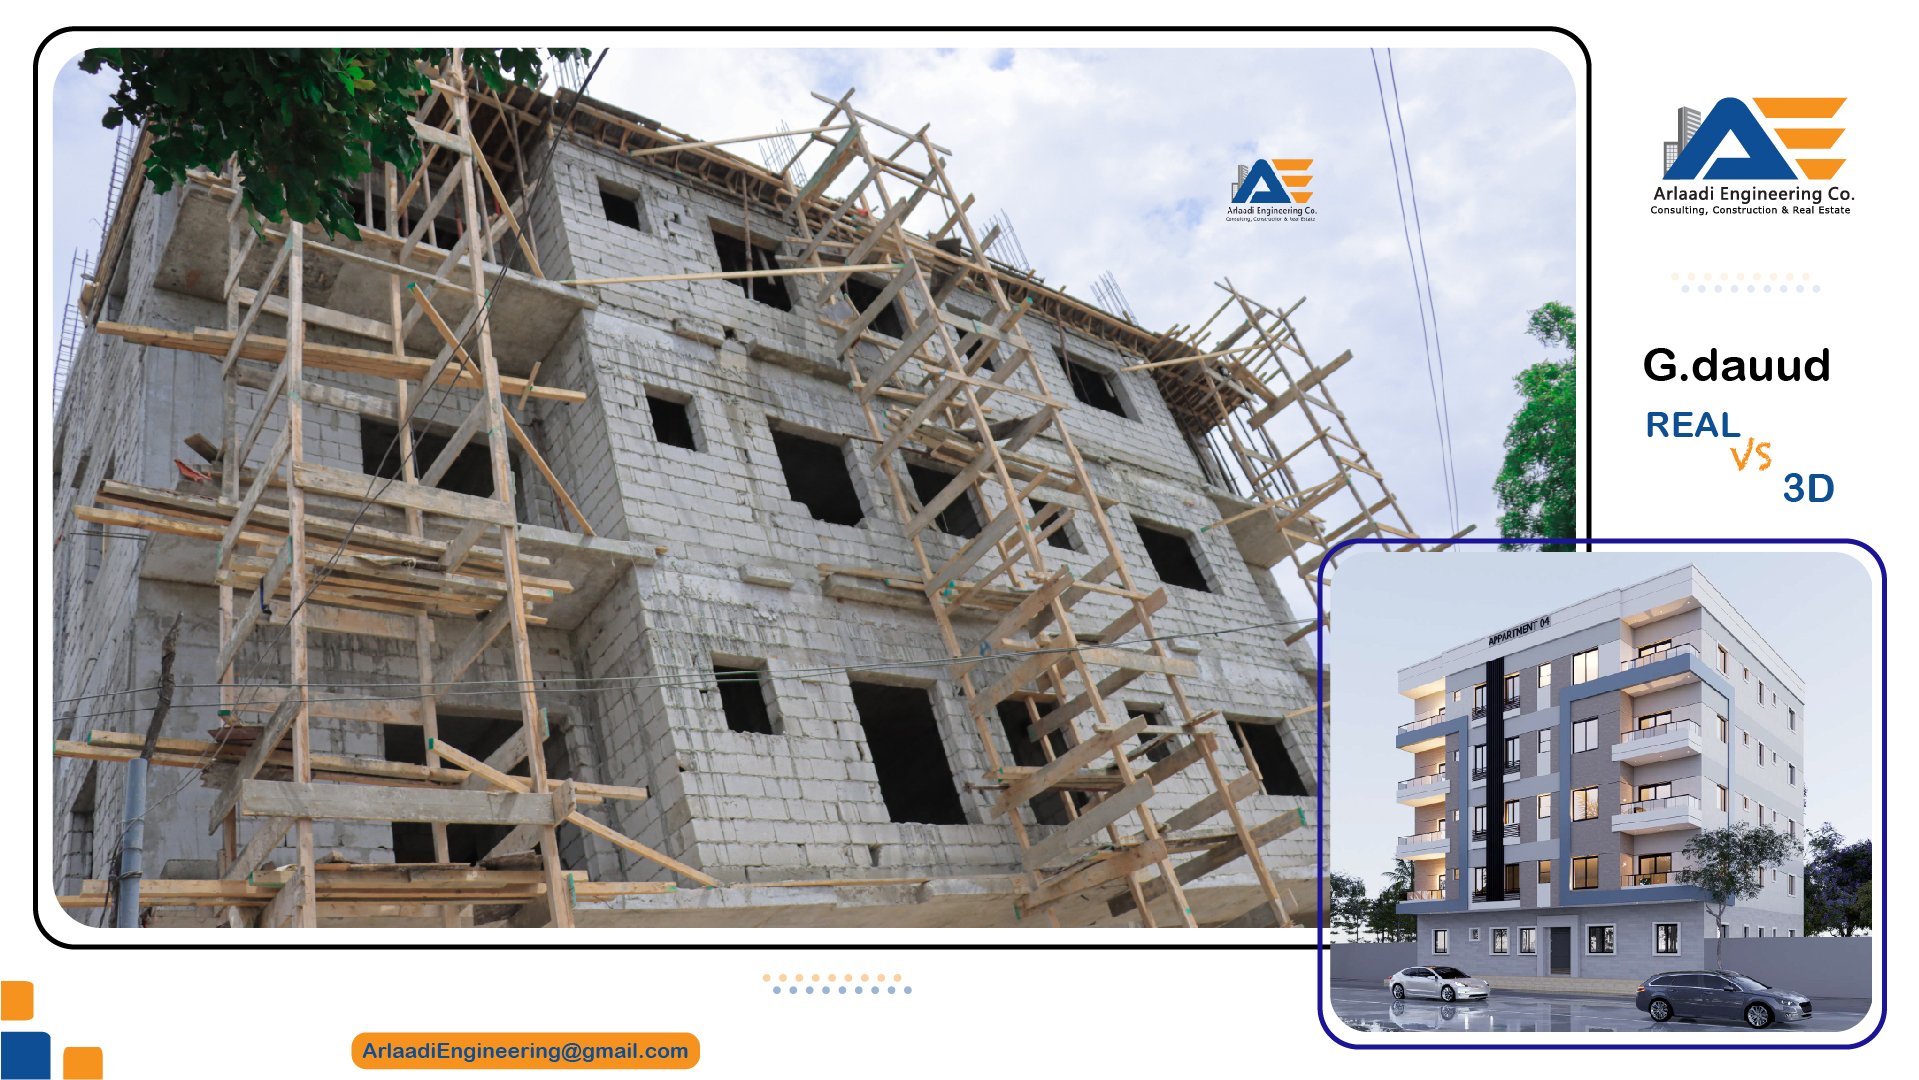 Arlaadi Engineering Co.
Consulting, Construction & Real Estate
Arlaadi Engineering Co.
Consulting, Construction & Real Estate
G.dauud
REAL
VS
3D
APPARTMENT 04
ArlaadiEngineering@gmail.com